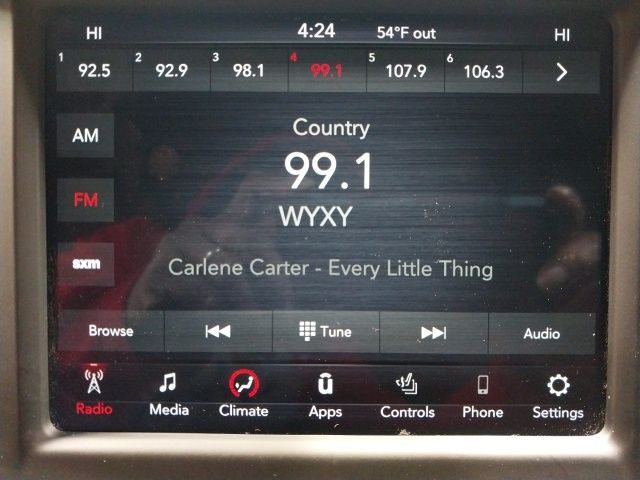 HI 4:24 54°F out HI
1 92.5 2 92.9 3 98.1 4 99.1 5 107.9 6 106.3
AM
Country
99.1
FM
WYXY
sxm
Carlene Carter - Every Little Thing
Browse Tune Audio
Radio Media Climate Apps Controls Phone Settings